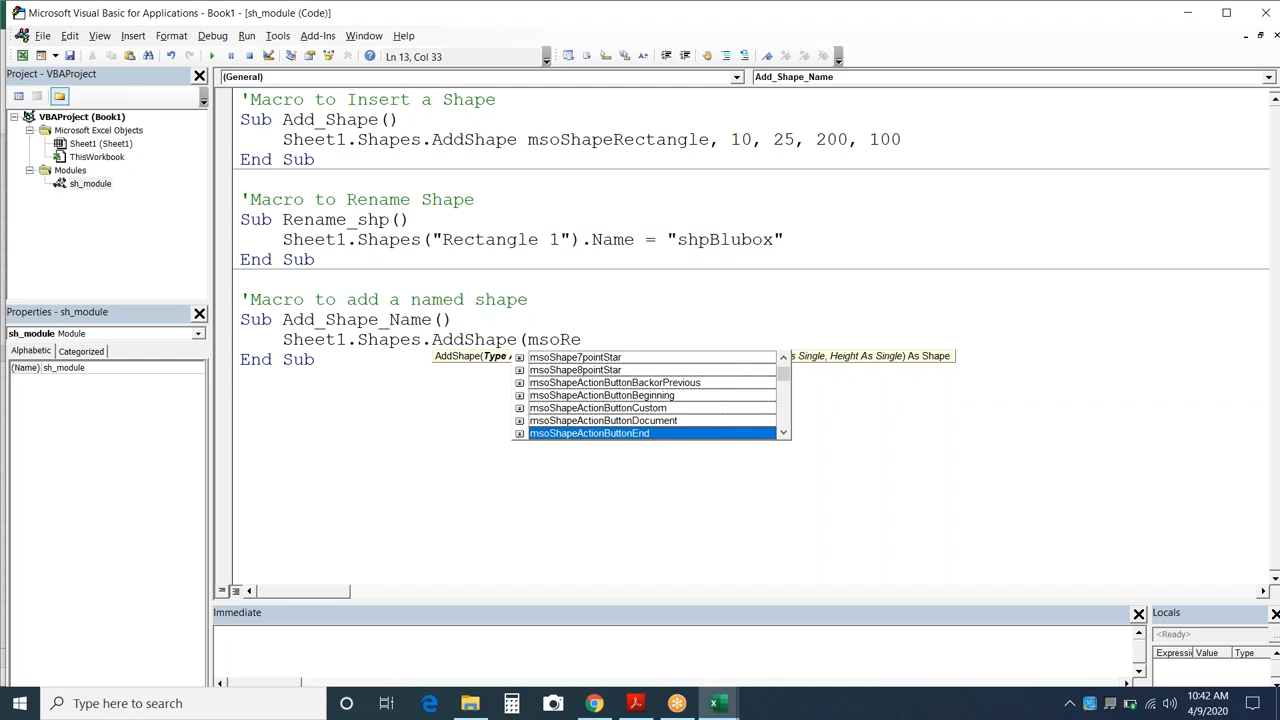 Microsoft Visual Basic for Applications - Book1 - [sh_module (Code)]
File Edit View Insert Format Debug Run Tools Add-Ins Window Help
Ln 13, Col 33
Project - VBAProject
(General)
Add_Shape_Name
VBAProject (Book1)
Microsoft Excel Objects
Sheet1 (Sheet1)
ThisWorkbook
Modules
sh_module
Properties - sh_module
sh_module Module
Alphabetic Categorized
(Name) sh_module
'Macro to Insert a Shape
Sub Add_Shape()
Sheet1.Shapes.AddShape msoShapeRectangle, 10, 25, 200, 100
End Sub
'Macro to Rename Shape
Sub Rename_shp()
Sheet1.Shapes("Rectangle 1").Name = "shpBlubox"
End Sub
'Macro to add a named shape
Sub Add_Shape_Name()
Sheet1.Shapes.AddShape(msoRe
AddShape(Type As Single, Height As Single) As Shape
End Sub
msoShape7pointStar
msoShape8pointStar
msoShapeActionButtonBackorPrevious
msoShapeActionButtonBeginning
msoShapeActionButtonCustom
msoShapeActionButtonDocument
msoShapeActionButtonEnd
Immediate
Locals
<Ready>
Value Type
Type here to search
10:42 AM
4/9/2020